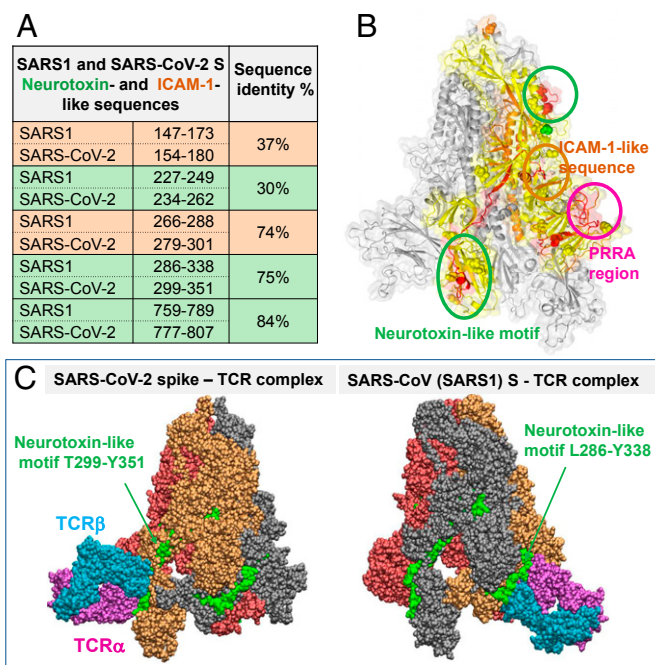 A
SARS1 and SARS-CoV-2 S
Neurotoxin- and ICAM-1-
like sequences
Sequence
identity %
SARS1 147-173
SARS-CoV-2 154-180
37%
SARS1 227-249
SARS-CoV-2 234-262
30%
SARS1 266-288
SARS-CoV-2 279-301
74%
SARS1 286-338
SARS-CoV-2 299-351
75%
SARS1 759-789
SARS-CoV-2 777-807
84%
B
ICAM-1-like
sequence
PRRA
region
Neurotoxin-like motif
C
SARS-CoV-2 spike – TCR complex
SARS-CoV (SARS1) S - TCR complex
Neurotoxin-like
motif T299-Y351
Neurotoxin-like
motif L286-Y338
TCRβ
TCRα